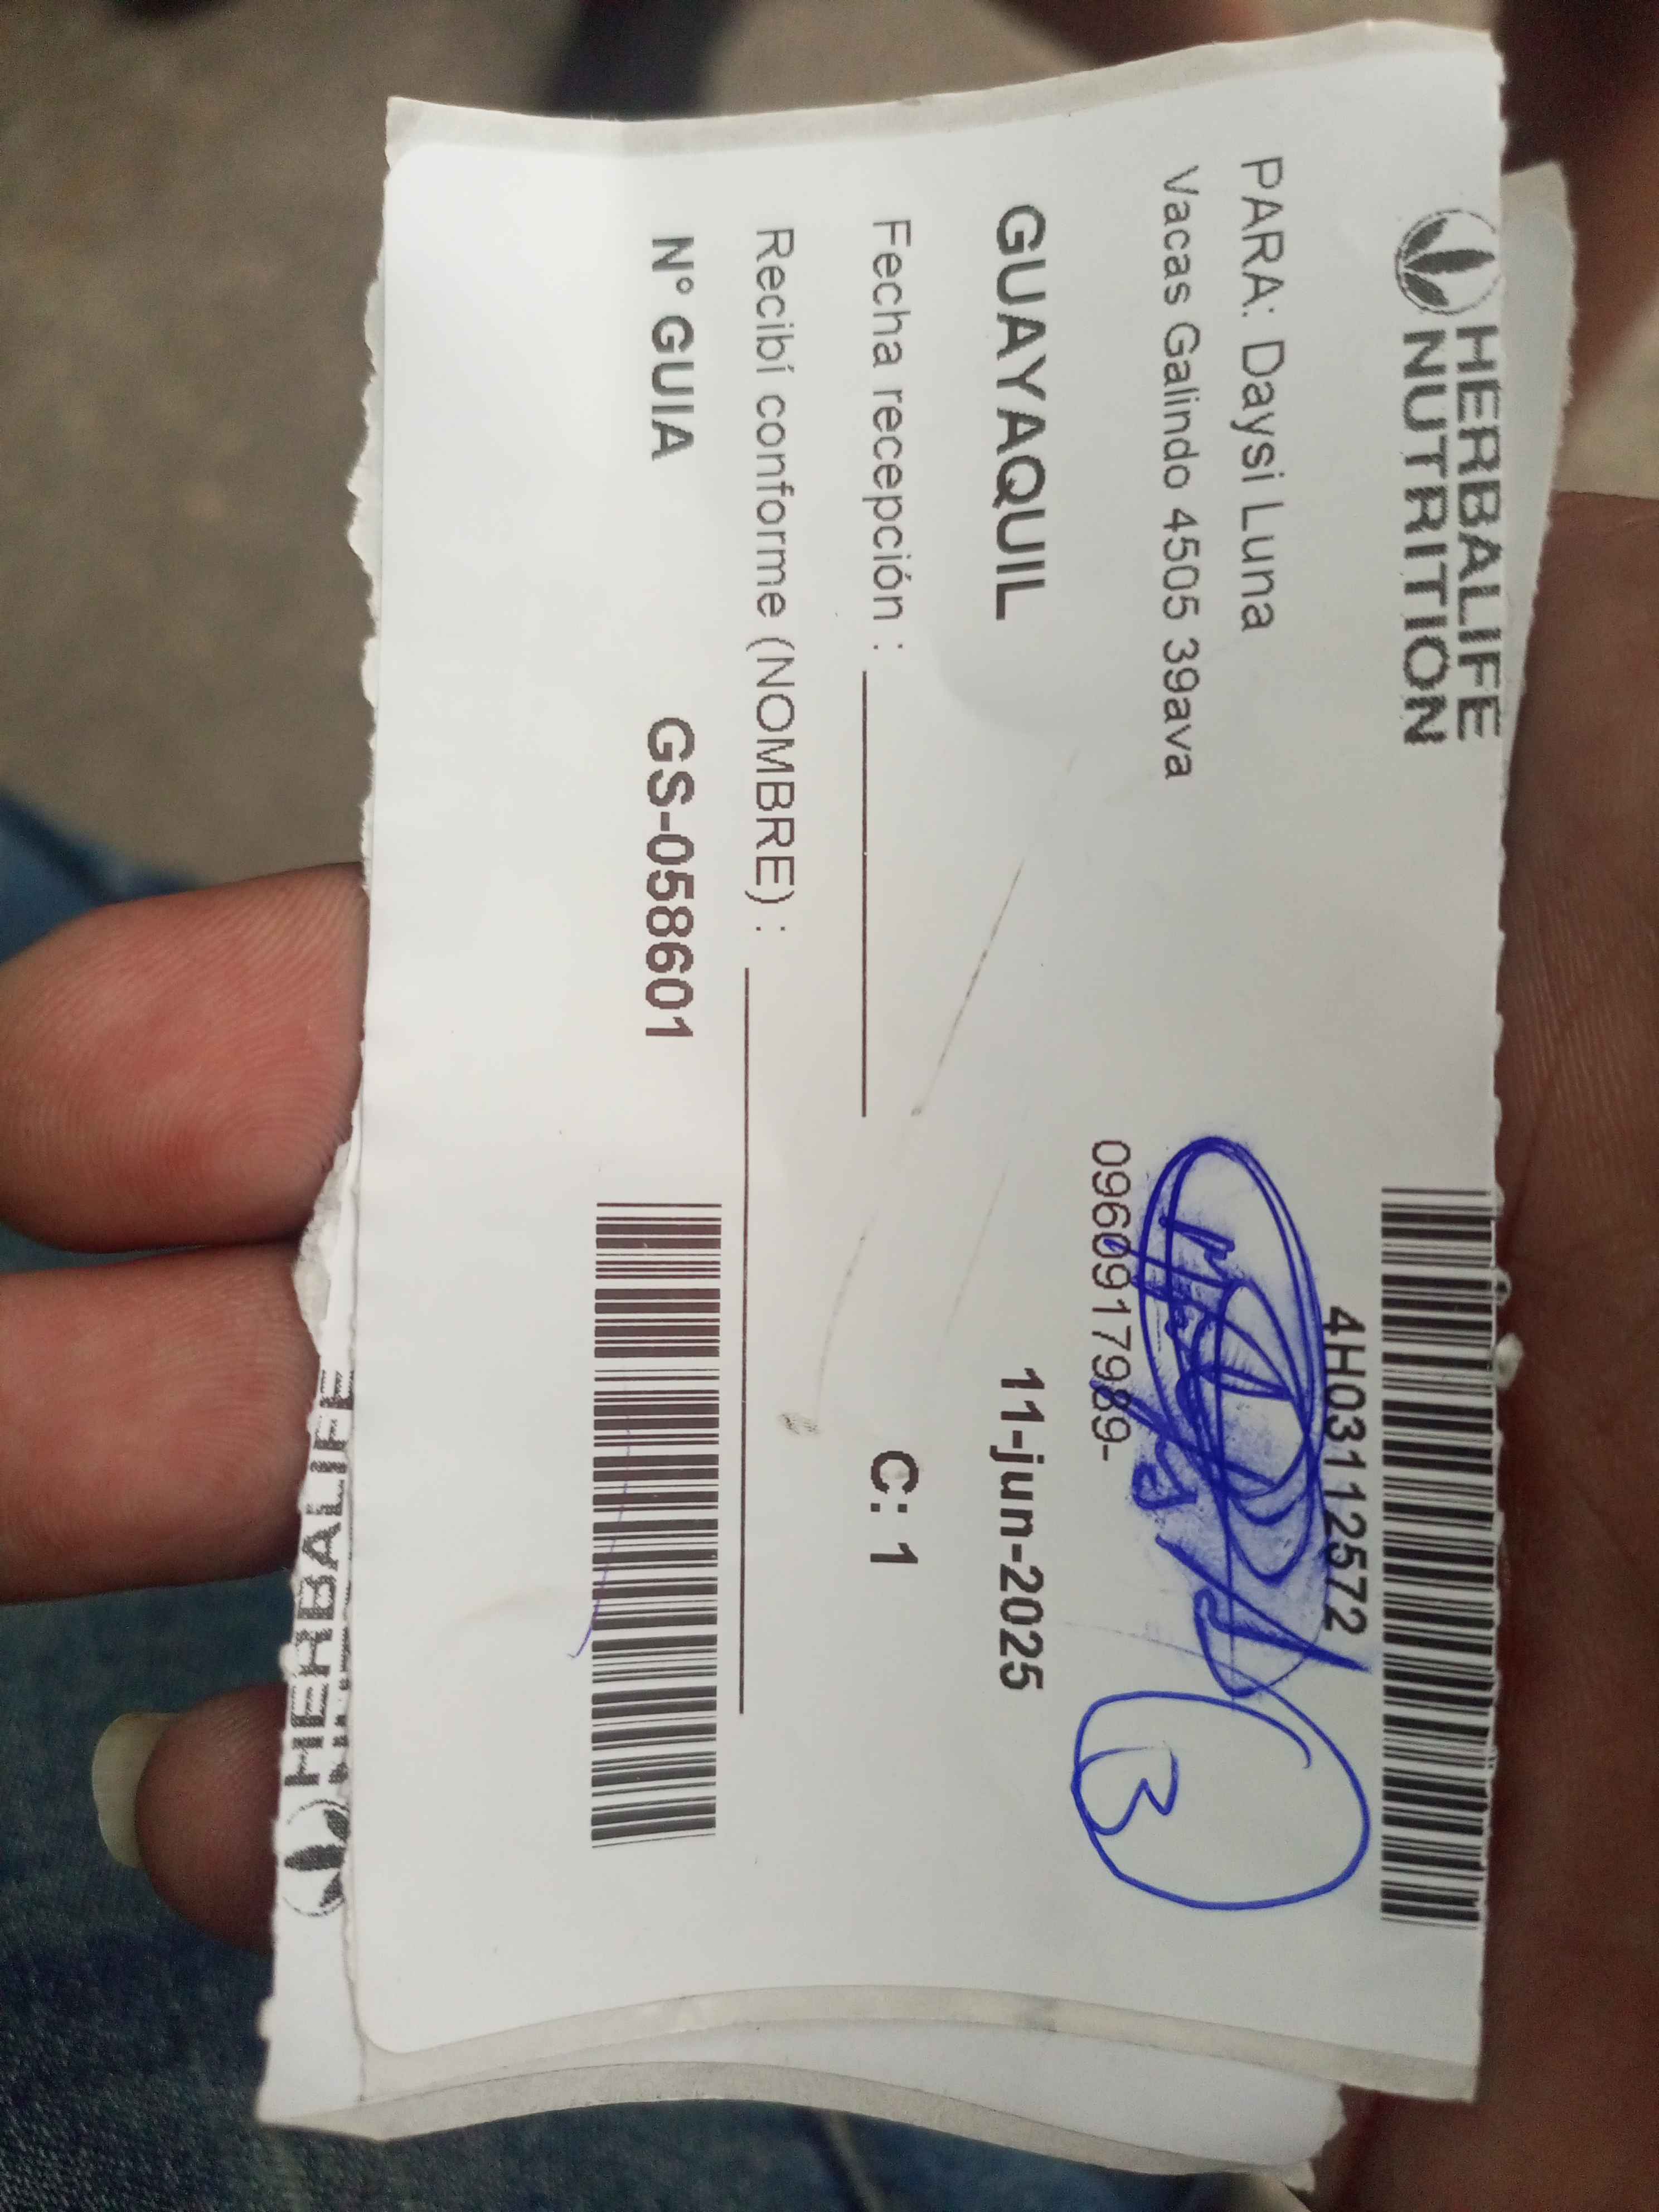 HERBALIFE
NUTRITION
4H03112572
PARA: Daysi Luna
Vacas Galindo 4505 39ava
0960917989-
B
GUAYAQUIL 11-jun-2025
Fecha recepción : C: 1
Recibí conforme (NOMBRE) :
N° GUIA GS-058601
HERBALIFE